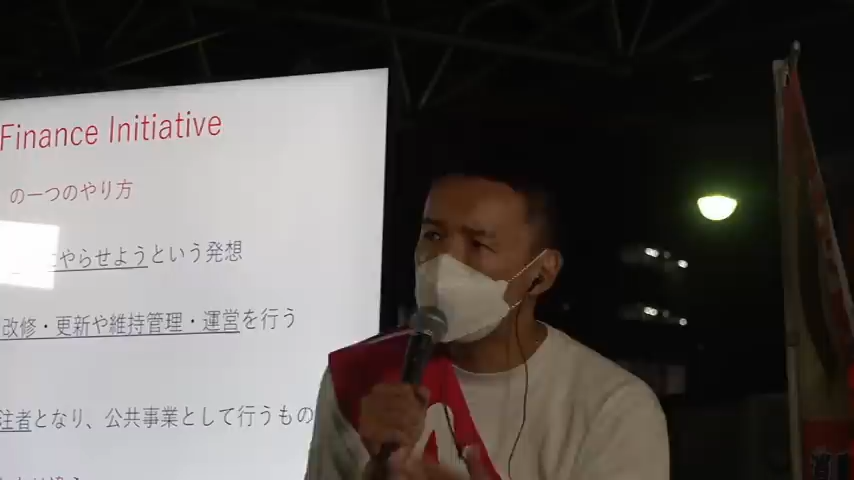 Finance Initiative
の一つのやり方
やらせようという発想
改修・更新や維持管理・運営を行う
注者となり、公共事業として行うもの